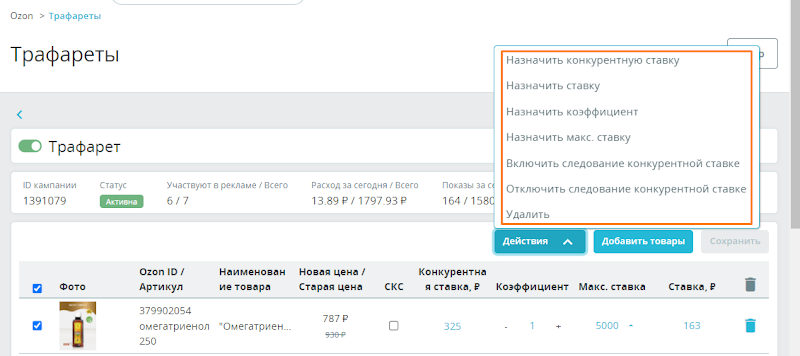 Ozon > Трафареты
Трафареты
р
Назначить конкурентную ставку
Назначить ставку
Назначить коэффициент
Назначить макс. ставку
Включить следование конкурентной ставке
Отключить следование конкурентной ставке
Удалить
Трафарет
ID кампании Статус Участвуют в рекламе / Всего Расход за сегодня / Всего Показы за се
1391079 Активна 6 / 7 13.89 ₽ / 1797.93 ₽ 164 / 1580
Действия Добавить товары Сохранить
Фото Ozon ID / Артикул Наименование товара Новая цена / Старая цена СКС Конкурентная ставка, ₽ Коэффициент Макс. ставка Ставка, ₽
379902054 787 ₽
омегатриенол "Омегатриен... 325 - 1 + 5000 163
250 930 ₽